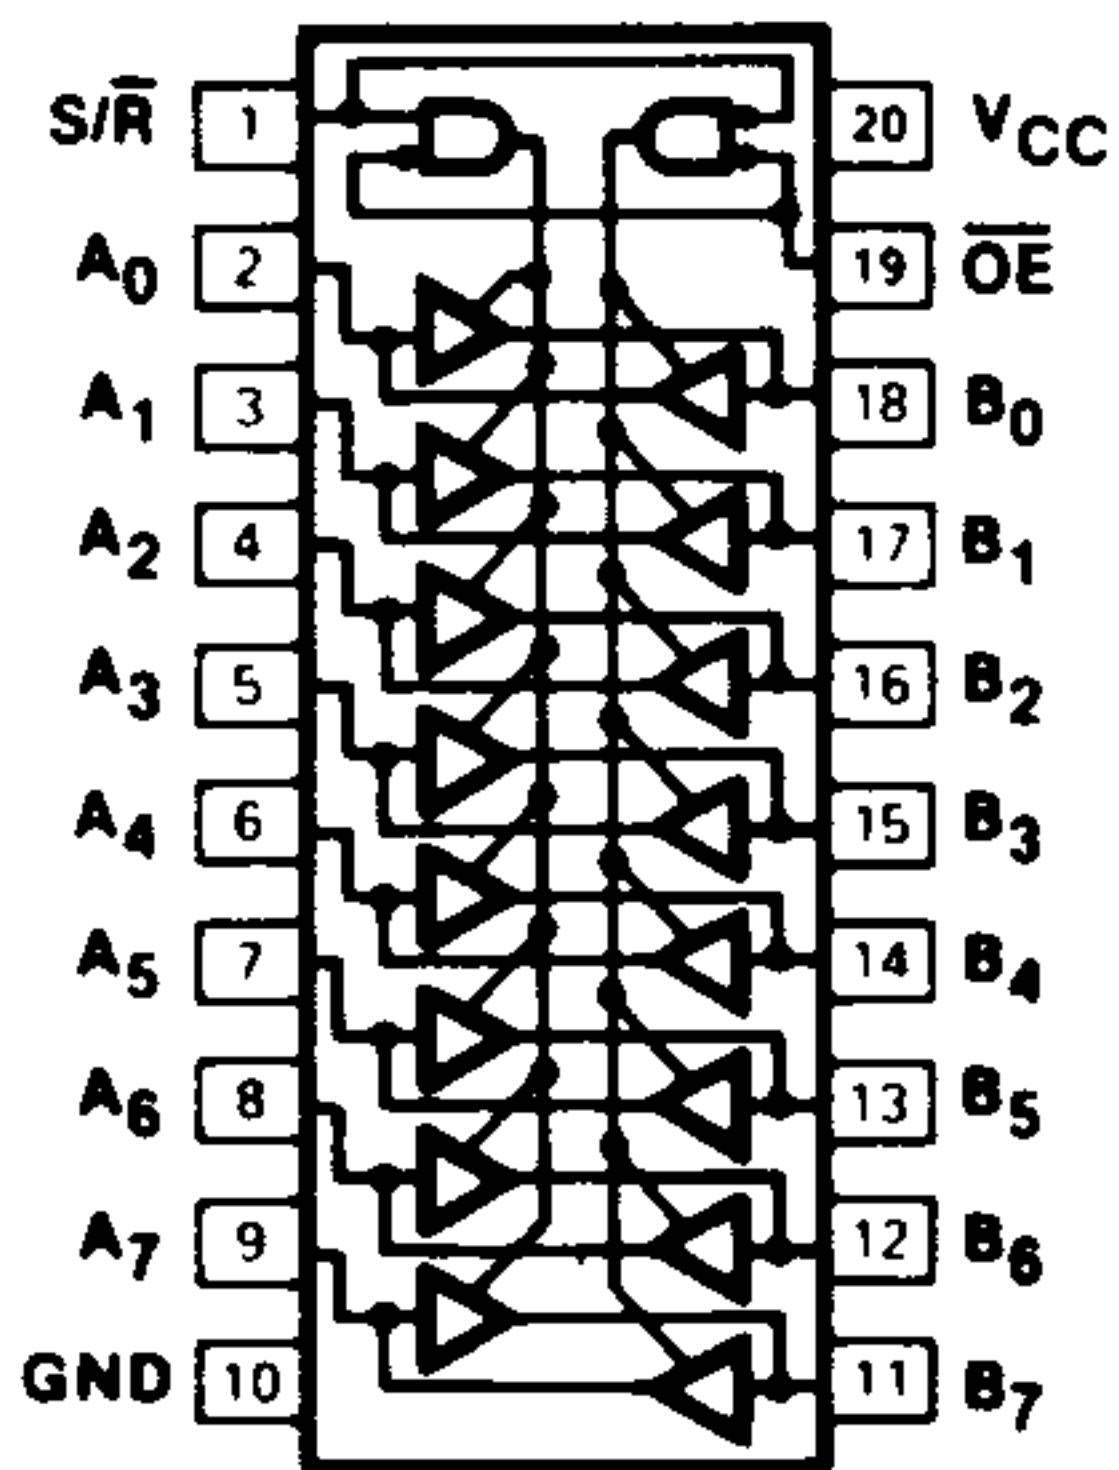 S/R̅ 1 20 VCC
A0 2 19 O̅E̅
A1 3 18 B0
A2 4 17 B1
A3 5 16 B2
A4 6 15 B3
A5 7 14 B4
A6 8 13 B5
A7 9 12 B6
GND 10 11 B7